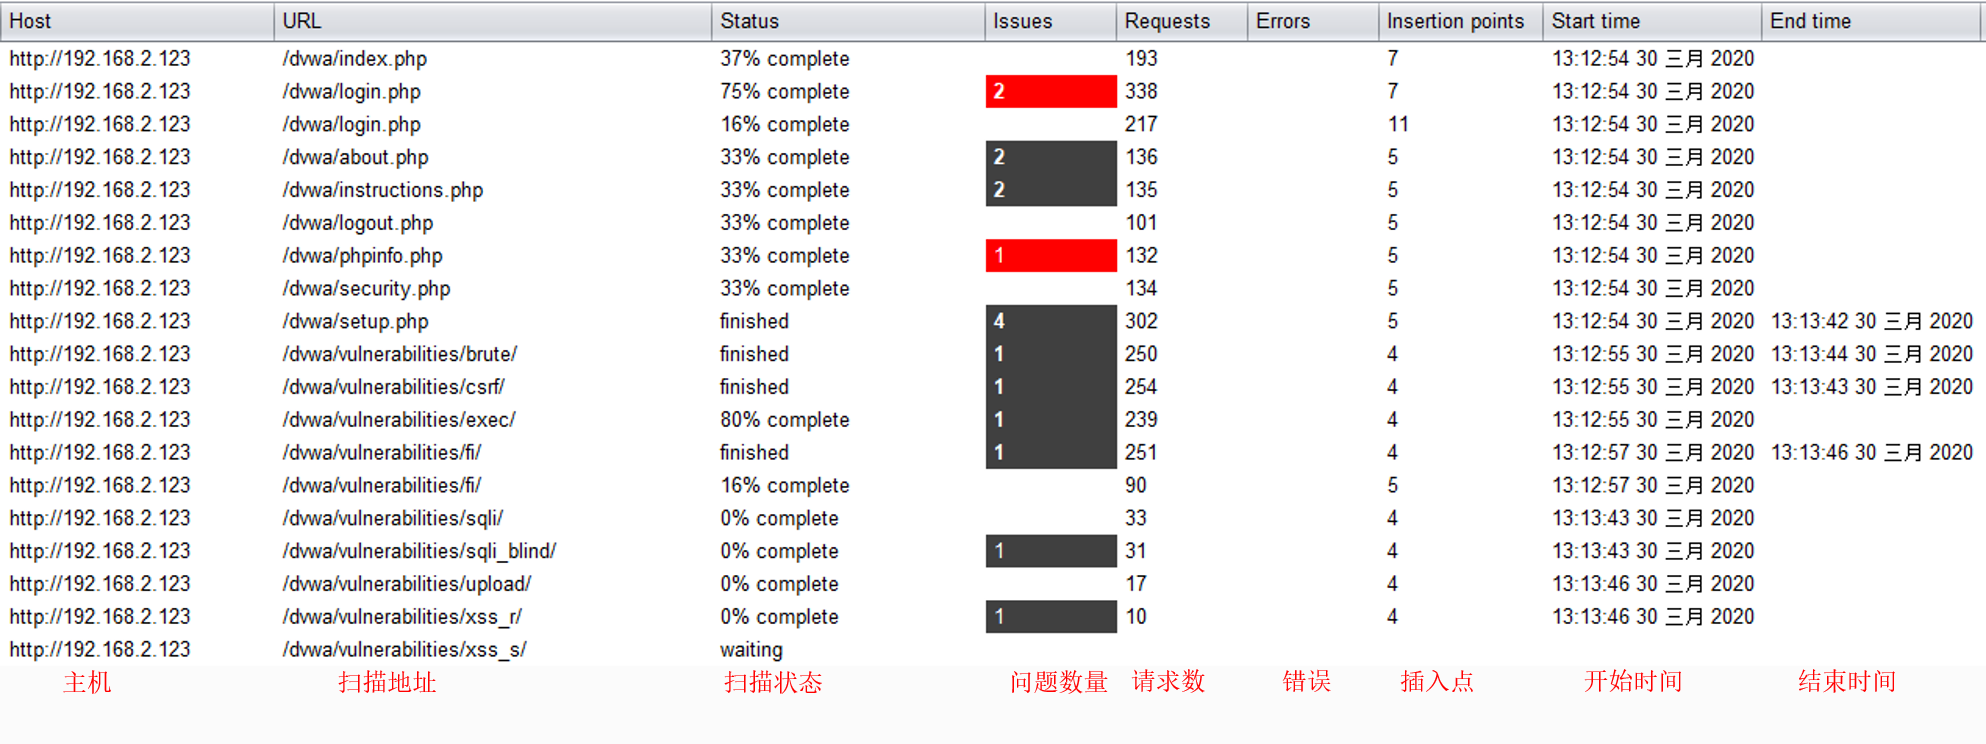 Host URL Status Issues Requests Errors Insertion points Start time End time
http://192.168.2.123 /dvwa/index.php 37% complete 193 7 13:12:54 30 三月 2020
http://192.168.2.123 /dvwa/login.php 75% complete 2 338 7 13:12:54 30 三月 2020
http://192.168.2.123 /dvwa/login.php 16% complete 217 11 13:12:54 30 三月 2020
http://192.168.2.123 /dvwa/about.php 33% complete 2 136 5 13:12:54 30 三月 2020
http://192.168.2.123 /dvwa/instructions.php 33% complete 2 135 5 13:12:54 30 三月 2020
http://192.168.2.123 /dvwa/logout.php 33% complete 101 5 13:12:54 30 三月 2020
http://192.168.2.123 /dvwa/phpinfo.php 33% complete 1 132 5 13:12:54 30 三月 2020
http://192.168.2.123 /dvwa/security.php 33% complete 134 5 13:12:54 30 三月 2020
http://192.168.2.123 /dvwa/setup.php finished 4 302 5 13:12:54 30 三月 2020 13:13:42 30 三月 2020
http://192.168.2.123 /dvwa/vulnerabilities/brute/ finished 1 250 4 13:12:55 30 三月 2020 13:13:44 30 三月 2020
http://192.168.2.123 /dvwa/vulnerabilities/csrf/ finished 1 254 4 13:12:55 30 三月 2020 13:13:43 30 三月 2020
http://192.168.2.123 /dvwa/vulnerabilities/exec/ 80% complete 1 239 4 13:12:55 30 三月 2020
http://192.168.2.123 /dvwa/vulnerabilities/fi/ finished 1 251 4 13:12:57 30 三月 2020 13:13:46 30 三月 2020
http://192.168.2.123 /dvwa/vulnerabilities/fi/ 16% complete 90 5 13:12:57 30 三月 2020
http://192.168.2.123 /dvwa/vulnerabilities/sqli/ 0% complete 33 4 13:13:43 30 三月 2020
http://192.168.2.123 /dvwa/vulnerabilities/sqli_blind/ 0% complete 1 31 4 13:13:43 30 三月 2020
http://192.168.2.123 /dvwa/vulnerabilities/upload/ 0% complete 17 4 13:13:46 30 三月 2020
http://192.168.2.123 /dvwa/vulnerabilities/xss_r/ 0% complete 1 10 4 13:13:46 30 三月 2020
http://192.168.2.123 /dvwa/vulnerabilities/xss_s/ waiting
主机 扫描地址 扫描状态 问题数量 请求数 错误 插入点 开始时间 结束时间